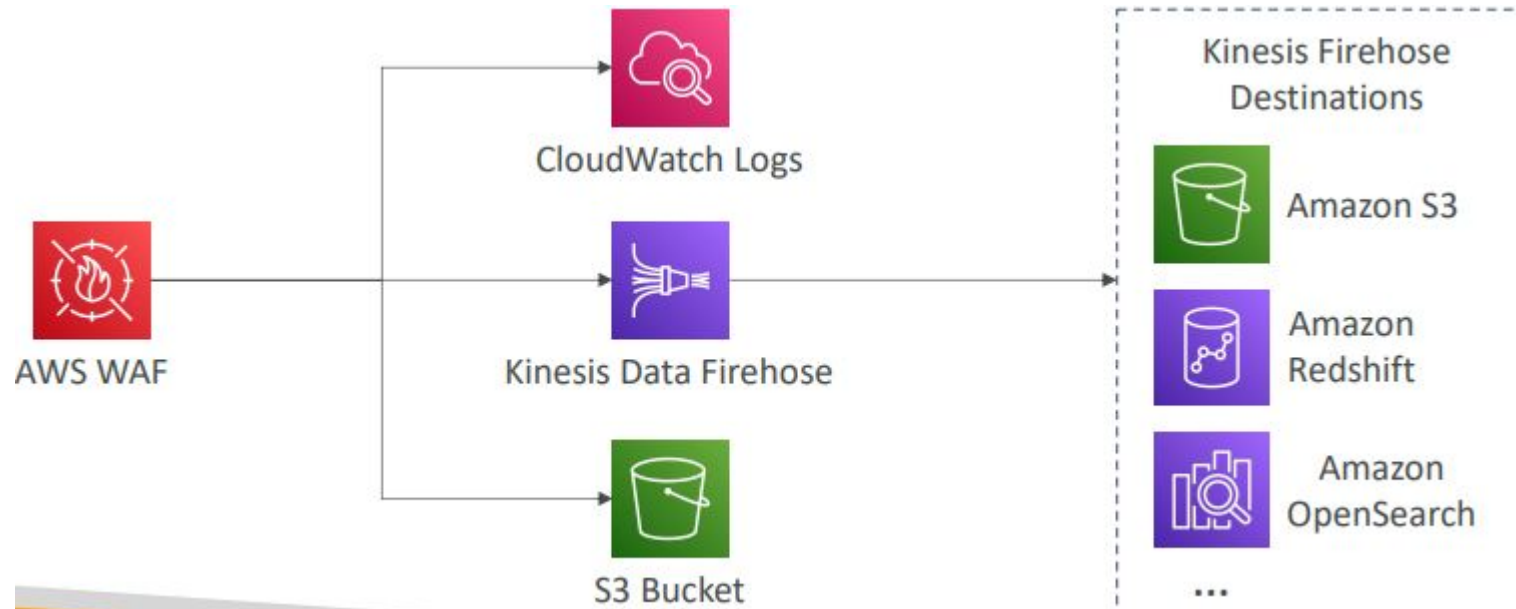 CloudWatch Logs
AWS WAF
Kinesis Data Firehose
S3 Bucket
Kinesis Firehose
Destinations
Amazon S3
Amazon
Redshift
Amazon
OpenSearch
...